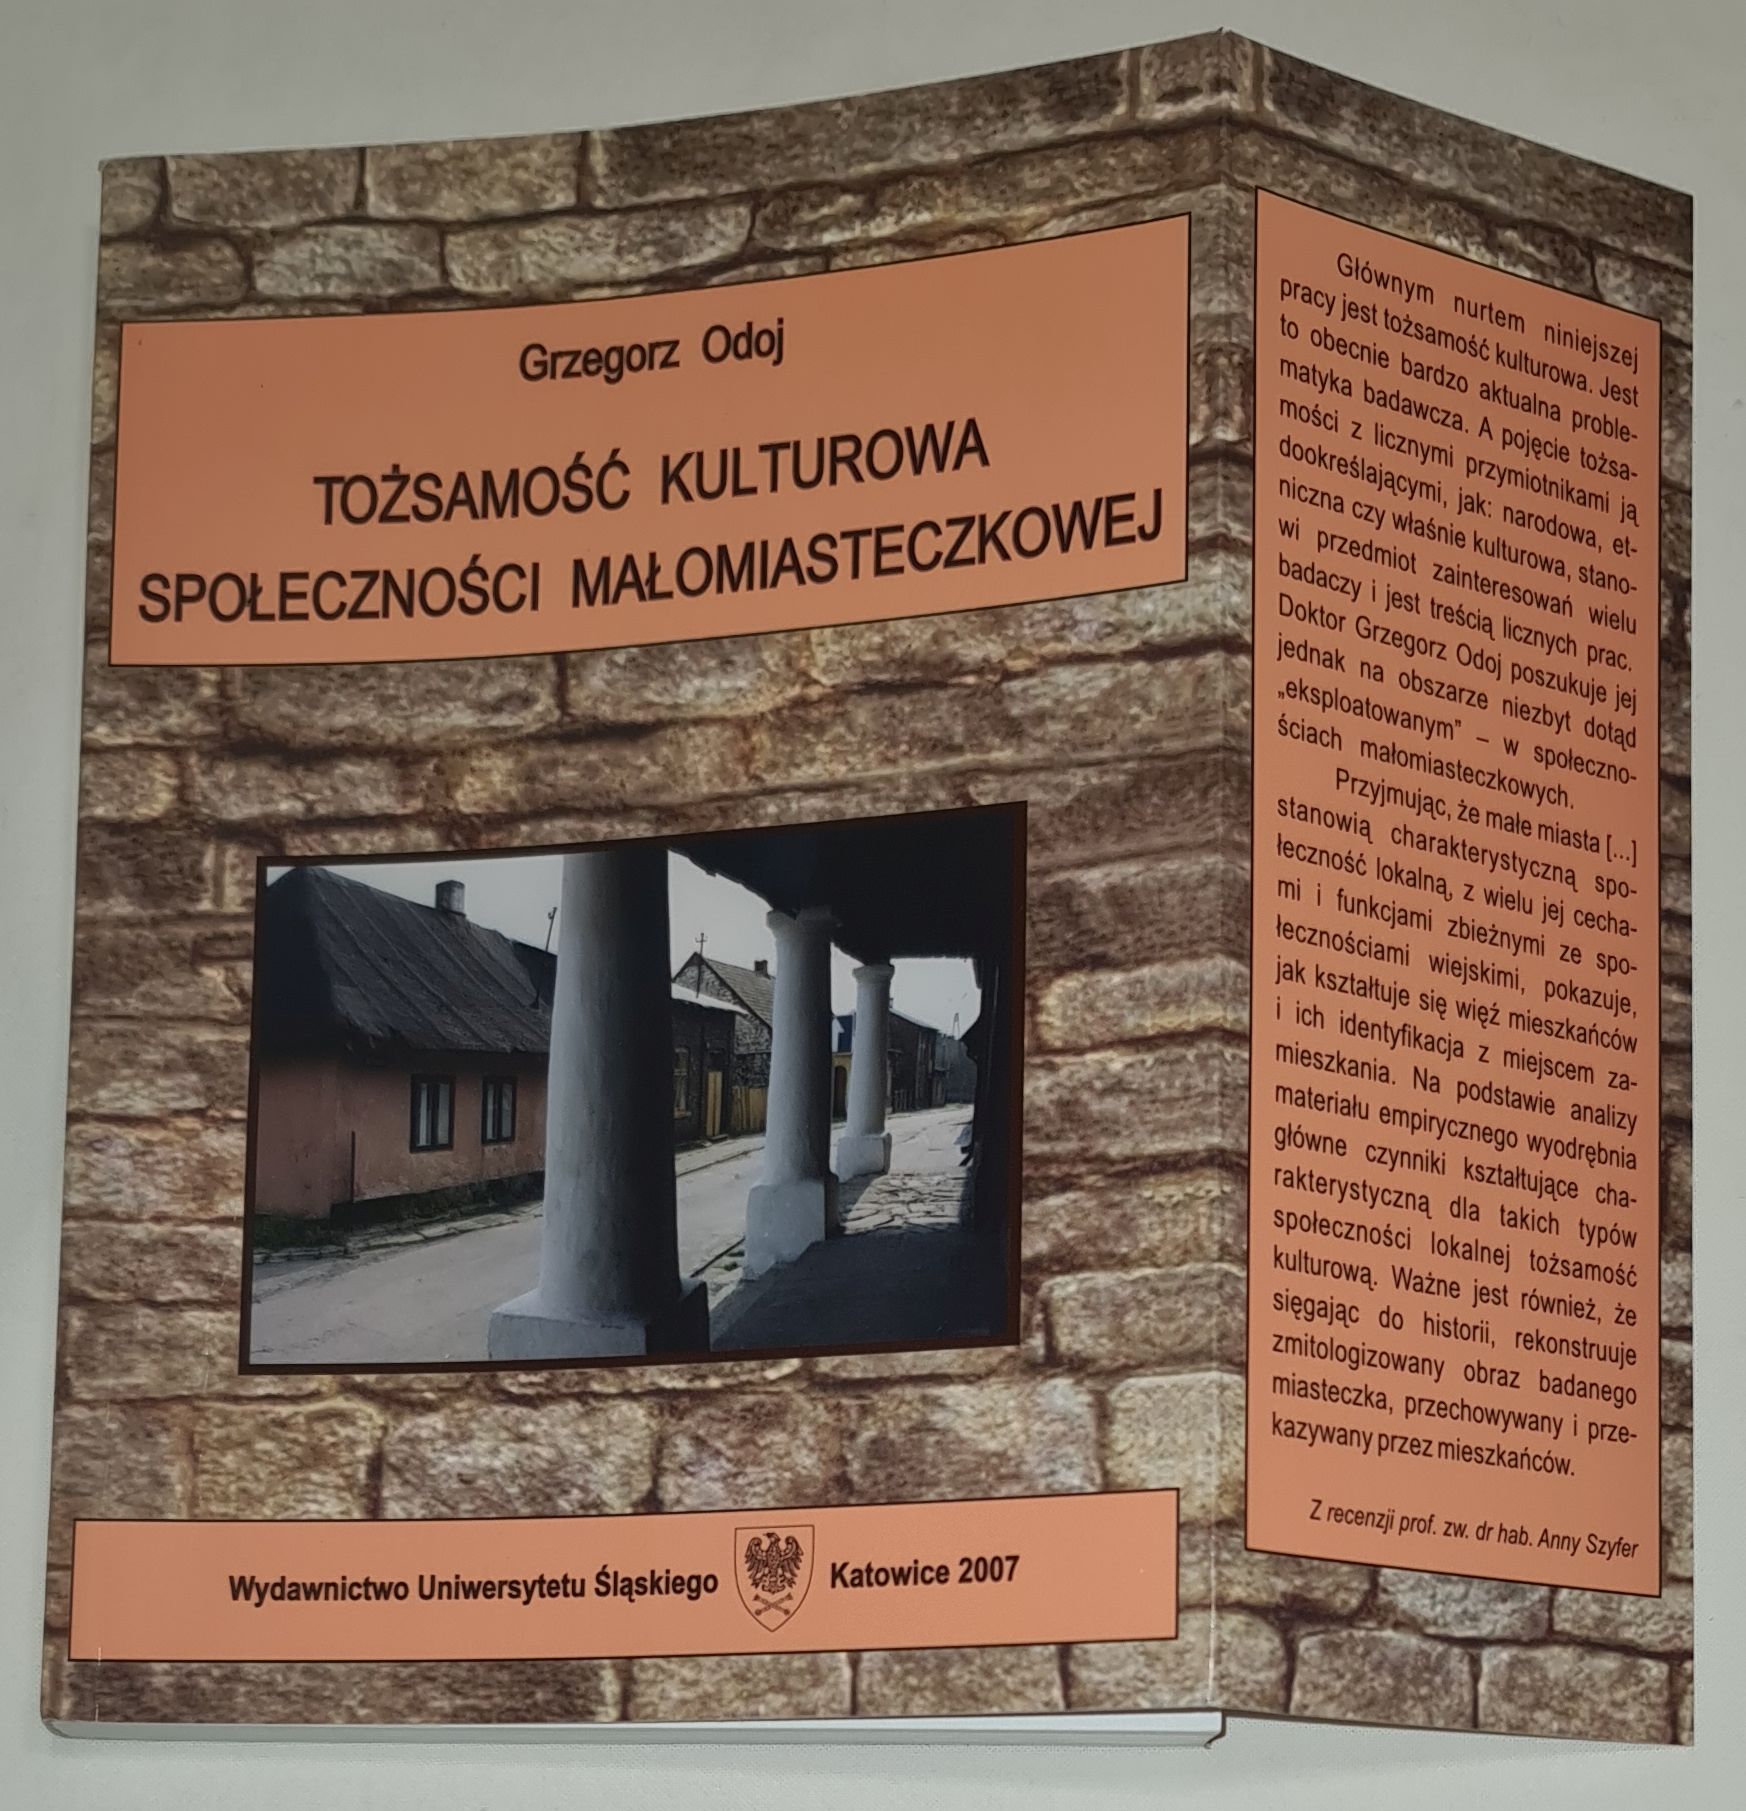 Grzegorz Odoj
TOŻSAMOŚĆ KULTUROWA
SPOŁECZNOŚCI MAŁOMIASTECZKOWEJ
Wydawnictwo Uniwersytetu Śląskiego
Katowice 2007
Głównym nurtem niniejszej
pracy jest tożsamość kulturowa. Jest
to obecnie bardzo aktualna proble-
matyka badawcza. A pojęcie tożsa-
mości z licznymi przymiotnikami ją
dookreślającymi, jak: narodowa, et-
niczna czy właśnie kulturowa, stano-
wi przedmiot zainteresowań wielu
badaczy i jest treścią licznych prac.
Doktor Grzegorz Odoj poszukuje jej
jednak na obszarze niezbyt dotąd
„eksploatowanym” – w społeczno-
ściach małomiasteczkowych.
Przyjmując, że małe miasta [...]
stanowią charakterystyczną spo-
łeczność lokalną, z wielu jej cecha-
mi i funkcjami zbieżnymi ze spo-
łecznościami wiejskimi, pokazuje,
jak kształtuje się więź mieszkańców
i ich identyfikacja z miejscem za-
mieszkania. Na podstawie analizy
materiału empirycznego wyodrębnia
główne czynniki kształtujące cha-
rakterystyczną dla takich typów
społeczności lokalnej tożsamość
kulturową. Ważne jest również, że
sięgając do historii, rekonstruuje
zmitologizowany obraz badanego
miasteczka, przechowywany i prze-
kazywany przez mieszkańców.
Z recenzji prof. zw. dr hab. Anny Szyfer